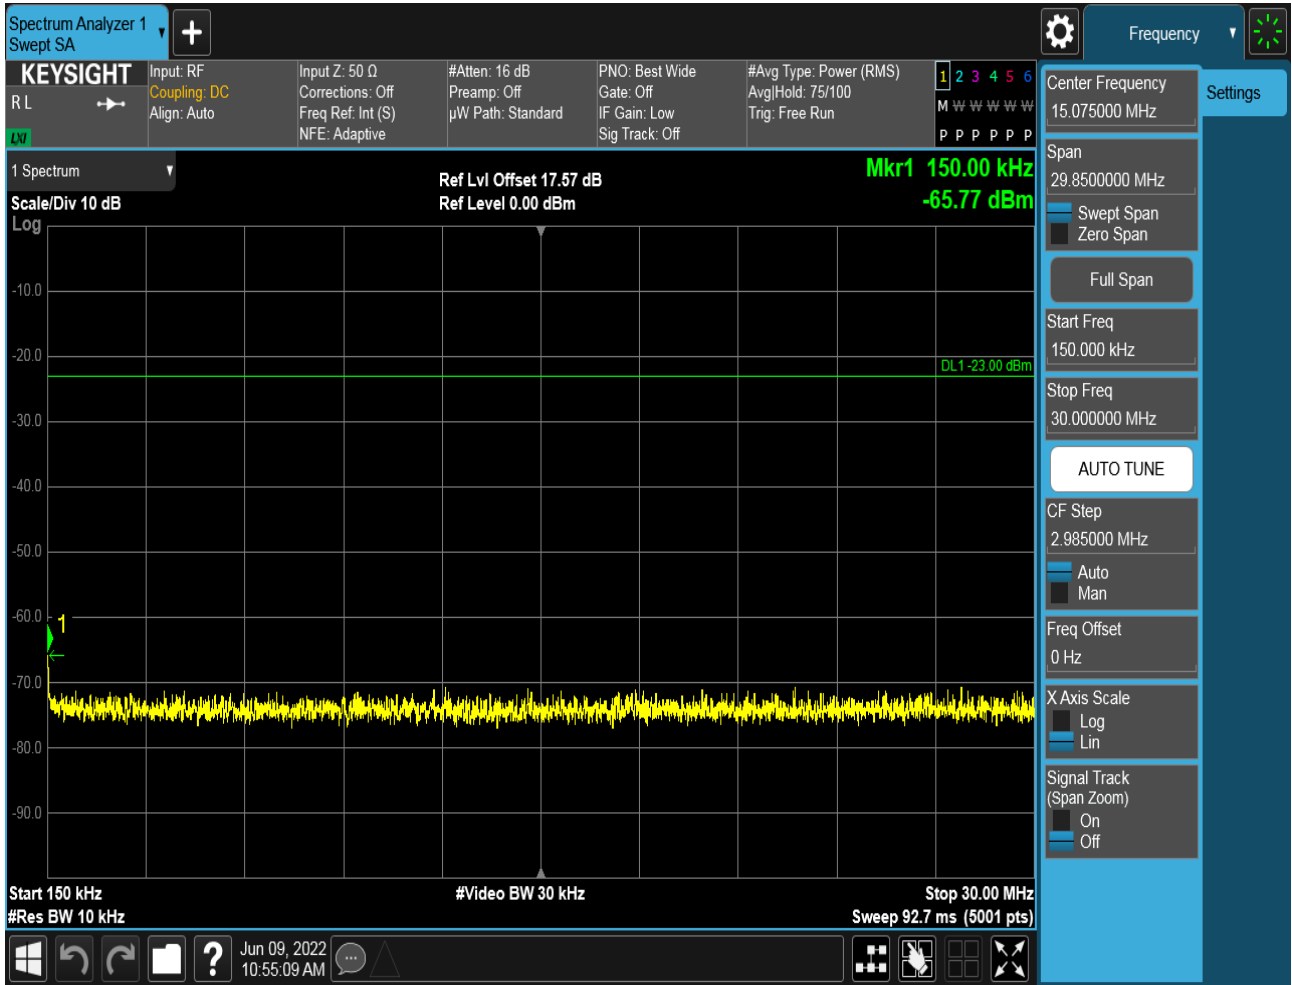 Spectrum Analyzer 1
Swept SA
Frequency
KEYSIGHT
R L
LXI
Input: RF
Coupling: DC
Align: Auto
Input Z: 50 Ω
Corrections: Off
Freq Ref: Int (S)
NFE: Adaptive
#Atten: 16 dB
Preamp: Off
µW Path: Standard
PNO: Best Wide
Gate: Off
IF Gain: Low
Sig Track: Off
#Avg Type: Power (RMS)
Avg|Hold: 75/100
Trig: Free Run
1 2 3 4 5 6
M W W W W W
P P P P P P
1 Spectrum
Scale/Div 10 dB
Log
Ref Lvl Offset 17.57 dB
Ref Level 0.00 dBm
Mkr1 150.00 kHz
-65.77 dBm
-10.0
-20.0
DL1 -23.00 dBm
-30.0
-40.0
-50.0
-60.0
1
-70.0
-80.0
-90.0
Start 150 kHz
#Res BW 10 kHz
#Video BW 30 kHz
Stop 30.00 MHz
Sweep 92.7 ms (5001 pts)
Center Frequency
15.075000 MHz
Settings
Span
29.8500000 MHz
Swept Span
Zero Span
Full Span
Start Freq
150.000 kHz
Stop Freq
30.000000 MHz
AUTO TUNE
CF Step
2.985000 MHz
Auto
Man
Freq Offset
0 Hz
X Axis Scale
Log
Lin
Signal Track
(Span Zoom)
On
Off
?
Jun 09, 2022
10:55:09 AM